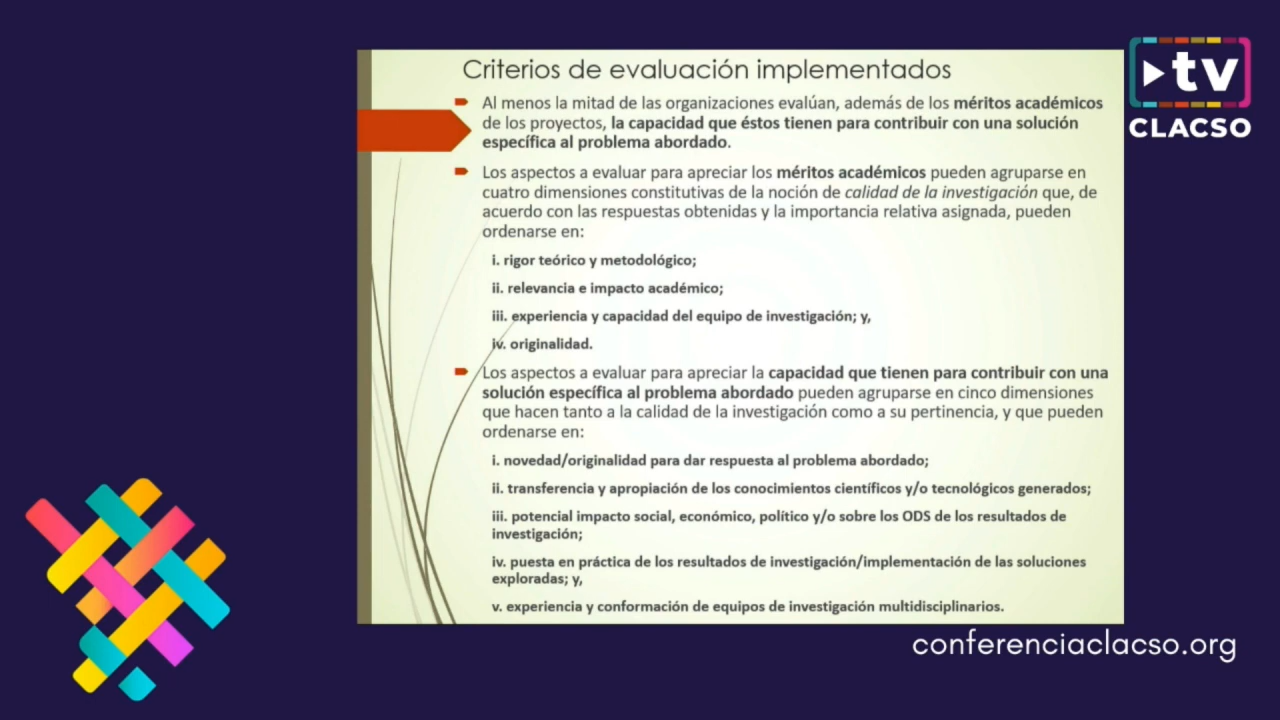 Criterios de evaluación implementados
Al menos la mitad de las organizaciones evalúan, además de los méritos académicos
de los proyectos, la capacidad que éstos tienen para contribuir con una solución
específica al problema abordado.
Los aspectos a evaluar para apreciar los méritos académicos pueden agruparse en
cuatro dimensiones constitutivas de la noción de calidad de la investigación que, de
acuerdo con las respuestas obtenidas y la importancia relativa asignada, pueden
ordenarse en:
i. rigor teórico y metodológico;
ii. relevancia e impacto académico;
iii. experiencia y capacidad del equipo de investigación; y,
iv. originalidad.
Los aspectos a evaluar para apreciar la capacidad que tienen para contribuir con una
solución específica al problema abordado pueden agruparse en cinco dimensiones
que hacen tanto a la calidad de la investigación como a su pertinencia, y que pueden
ordenarse en:
i. novedad/originalidad para dar respuesta al problema abordado;
ii. transferencia y apropiación de los conocimientos científicos y/o tecnológicos generados;
iii. potencial impacto social, económico, político y/o sobre los ODS de los resultados de
investigación;
iv. puesta en práctica de los resultados de investigación/implementación de las soluciones
exploradas; y,
v. experiencia y conformación de equipos de investigación multidisciplinarios.
tv
CLACSO
conferenciaclacso.org